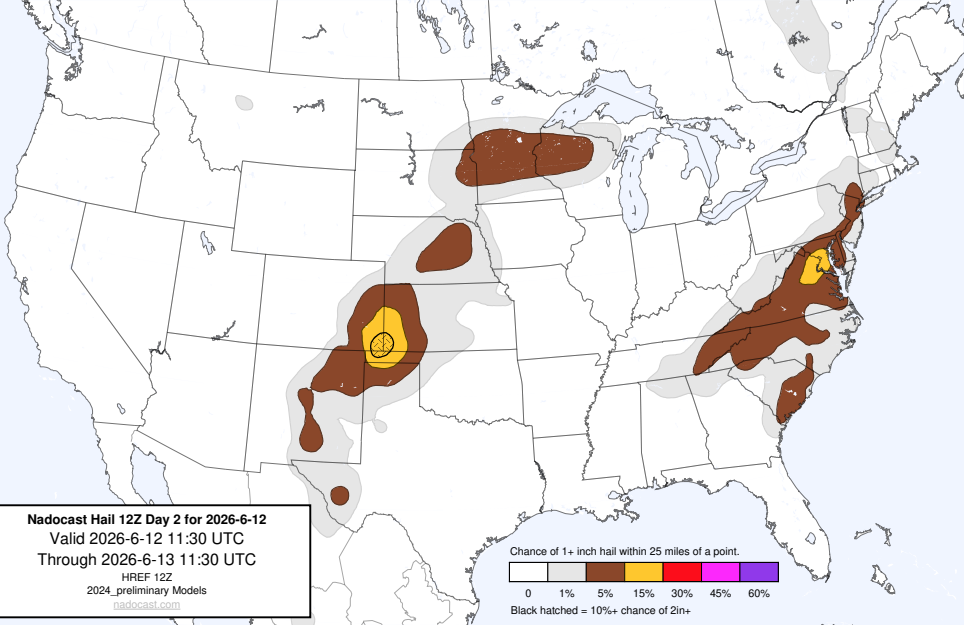 Nadocast Hail 12Z Day 2 for 2026-6-12
Valid 2026-6-12 11:30 UTC
Through 2026-6-13 11:30 UTC
HREF 12Z
2024_preliminary Models
nadocast.com
Chance of 1+ inch hail within 25 miles of a point.
0 1% 5% 15% 30% 45% 60%
Black hatched = 10%+ chance of 2in+